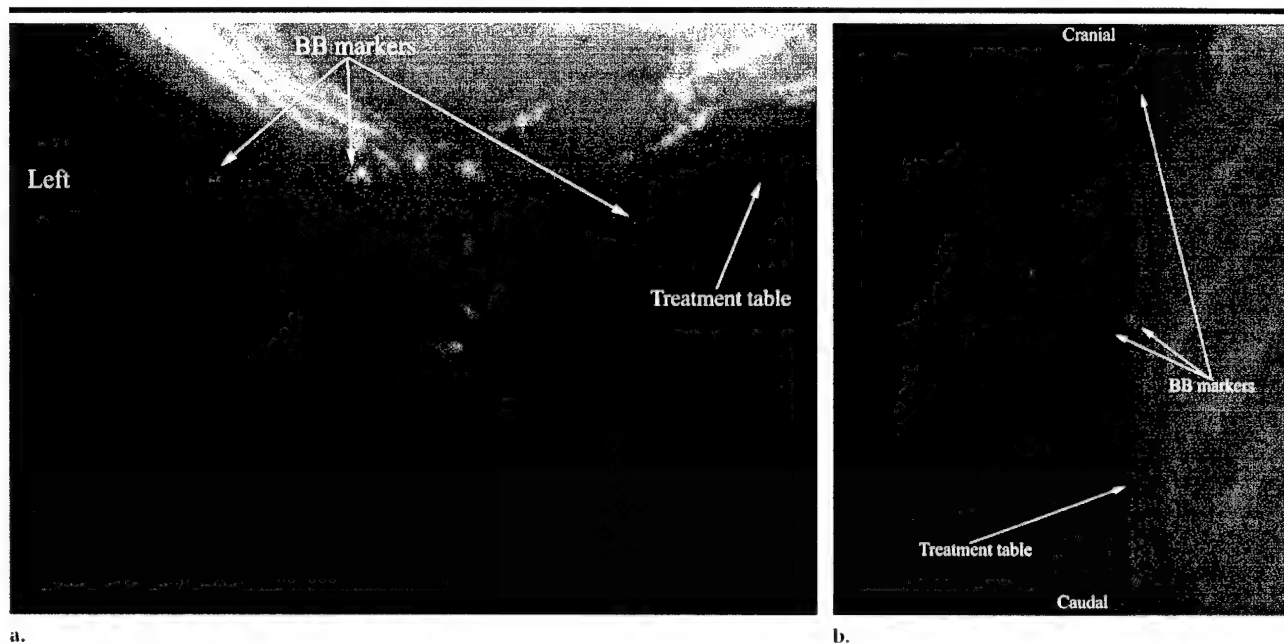 BB markers
Left
Treatment table
a.
Cranial
BB markers
Treatment table
Caudal
b.